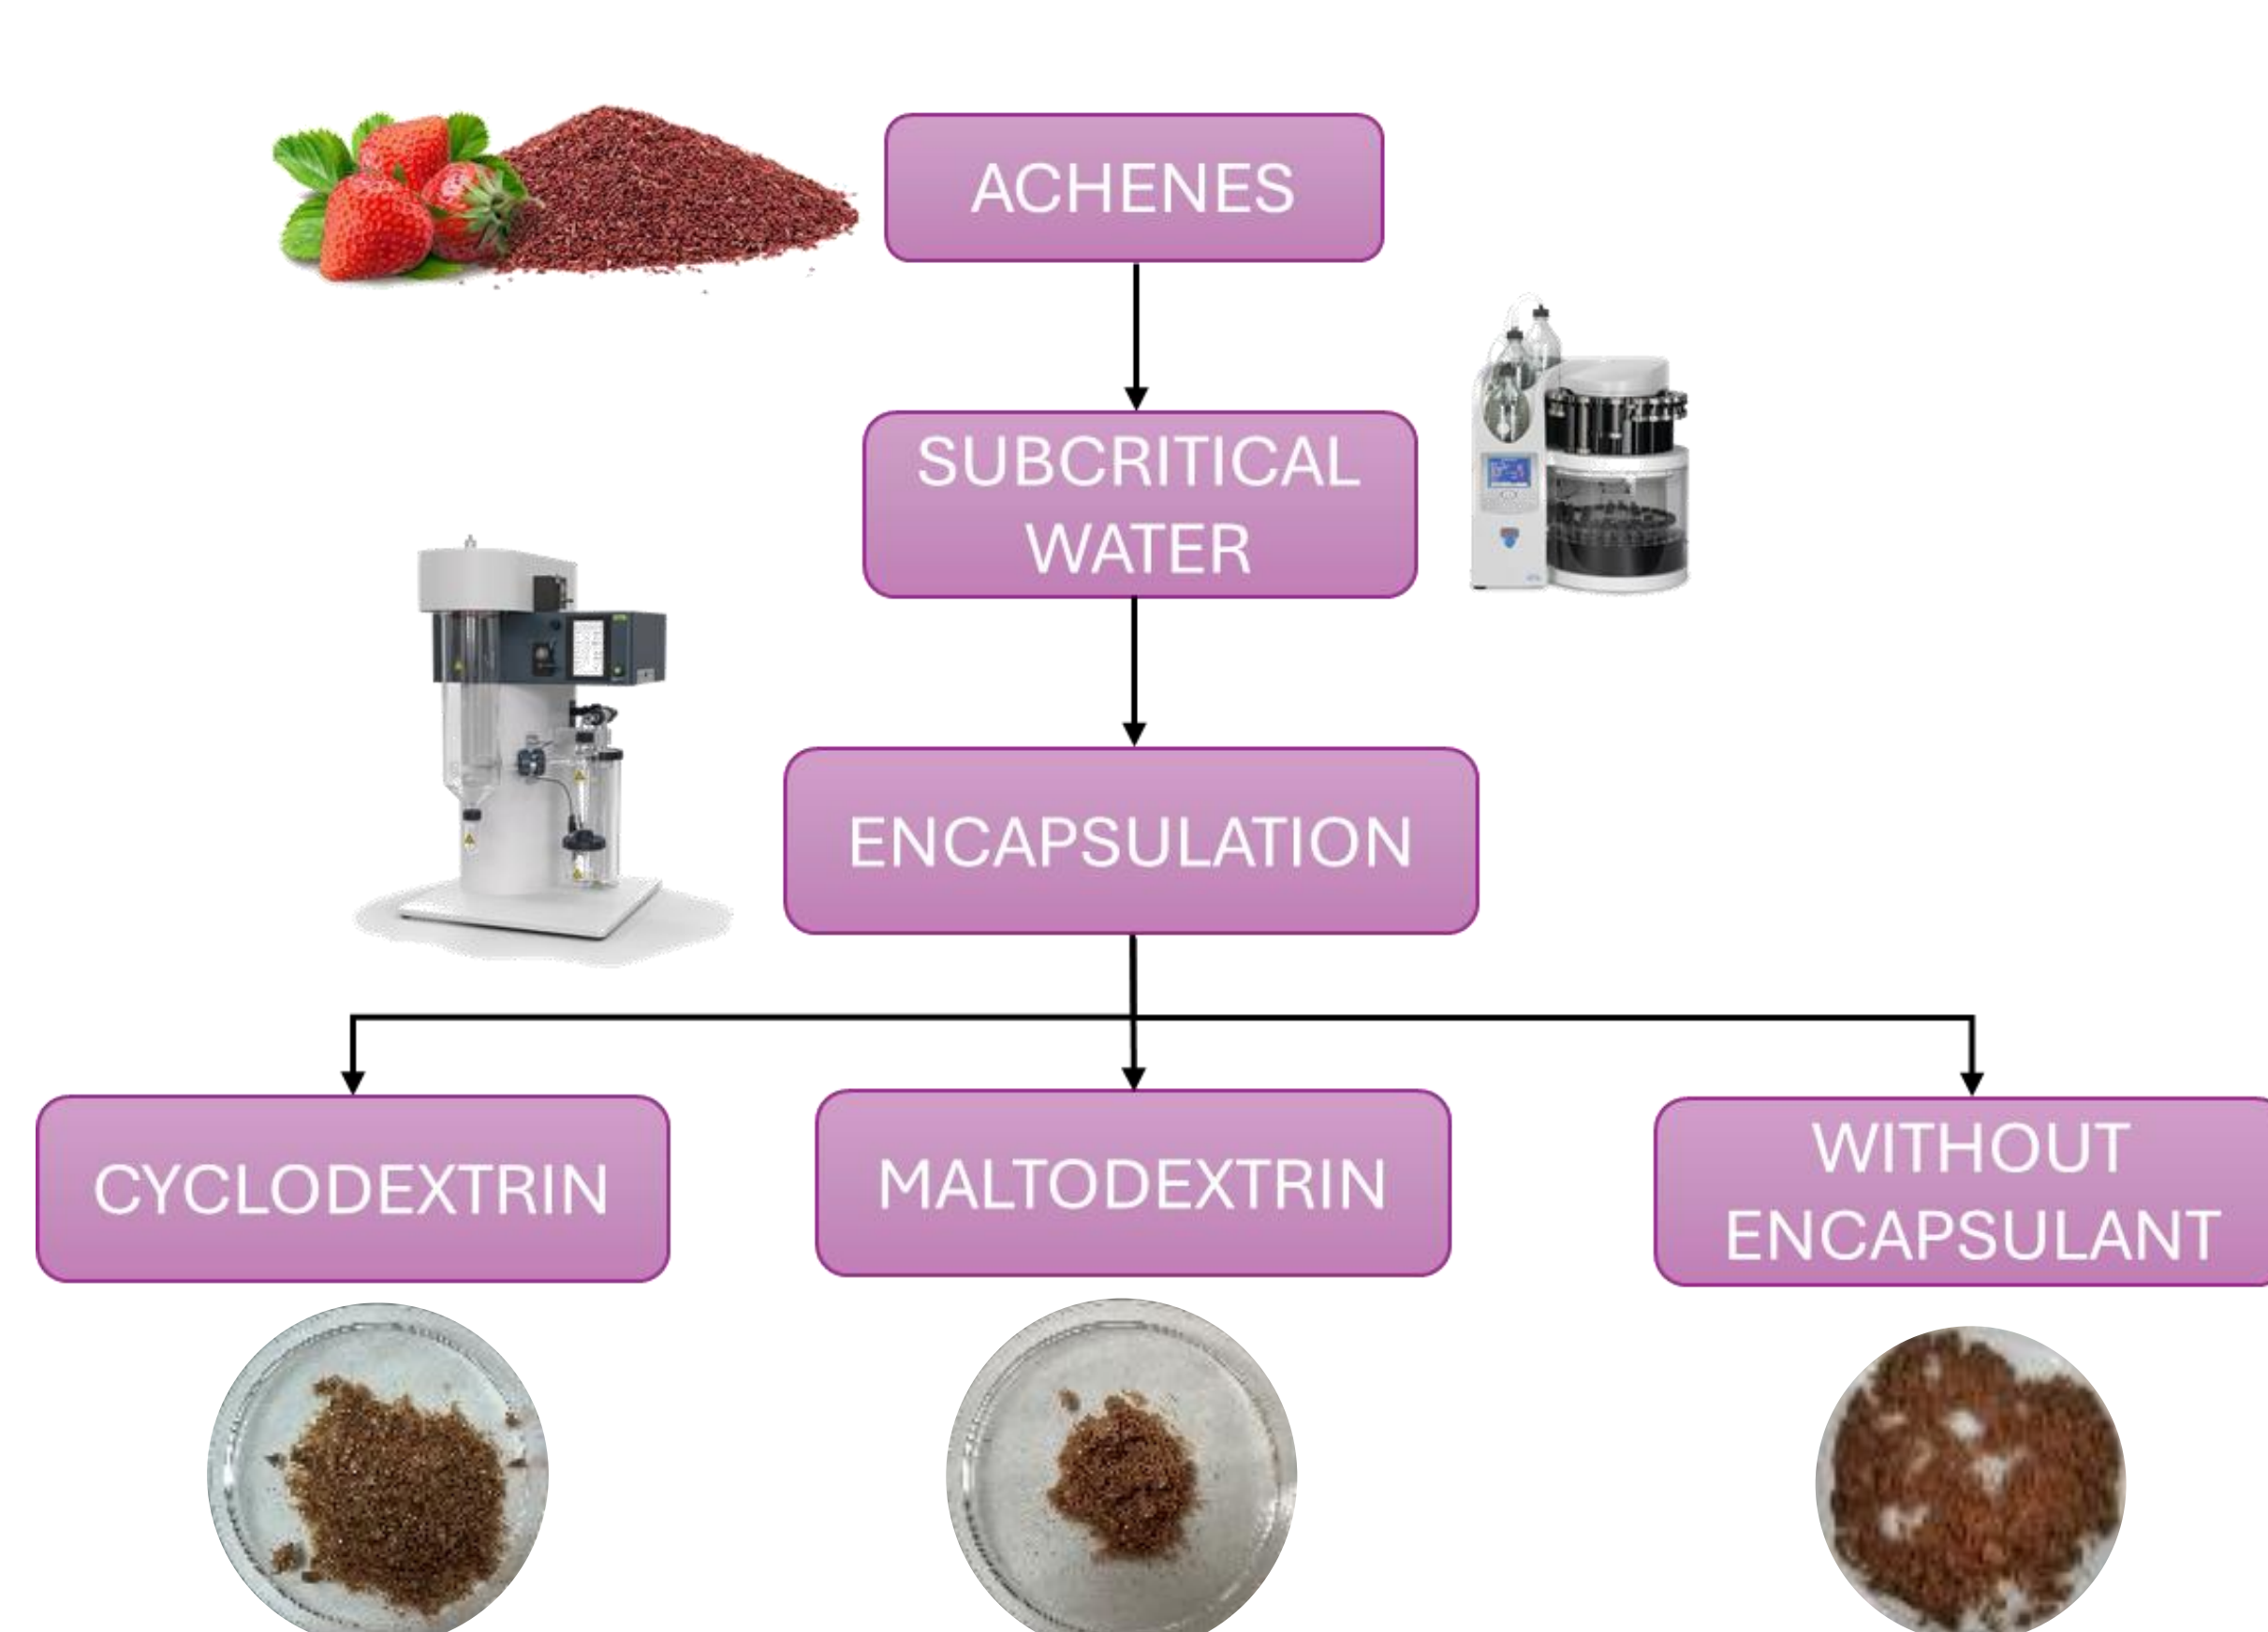 ACHENES
SUBCRITICAL
WATER
ENCAPSULATION
CYCLODEXTRIN
MALTODEXTRIN
WITHOUT
ENCAPSULANT